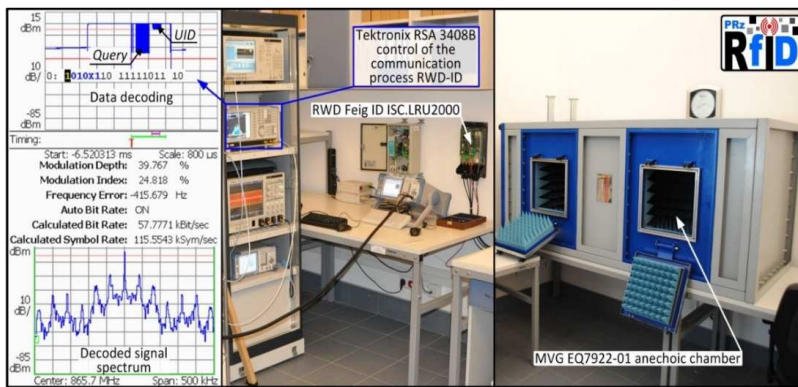 15
dBm
UID
Query
10
dB/
0: 1010X110 11111011 10
Data decoding
-85
dBm
Timing:
Start: -6.520313 ms Scale: 800 µs
Modulation Depth: 39.767 %
Modulation Index: 24.818 %
Frequency Error: -415.679 Hz
Auto Bit Rate: ON
Calculated Bit Rate: 57.7771 kBit/sec
Calculated Symbol Rate: 115.5543 kSym/sec
dBm
10
dB/
-85
dBm
Decoded signal
spectrum
Center: 865.7 MHz Span: 500 kHz
Tektronix RSA 3408B
control of the
communication
process RWD-ID
RWD Feig ID ISC.LRU2000
PRz
RfID
MVG EQ7922-01 anechoic chamber